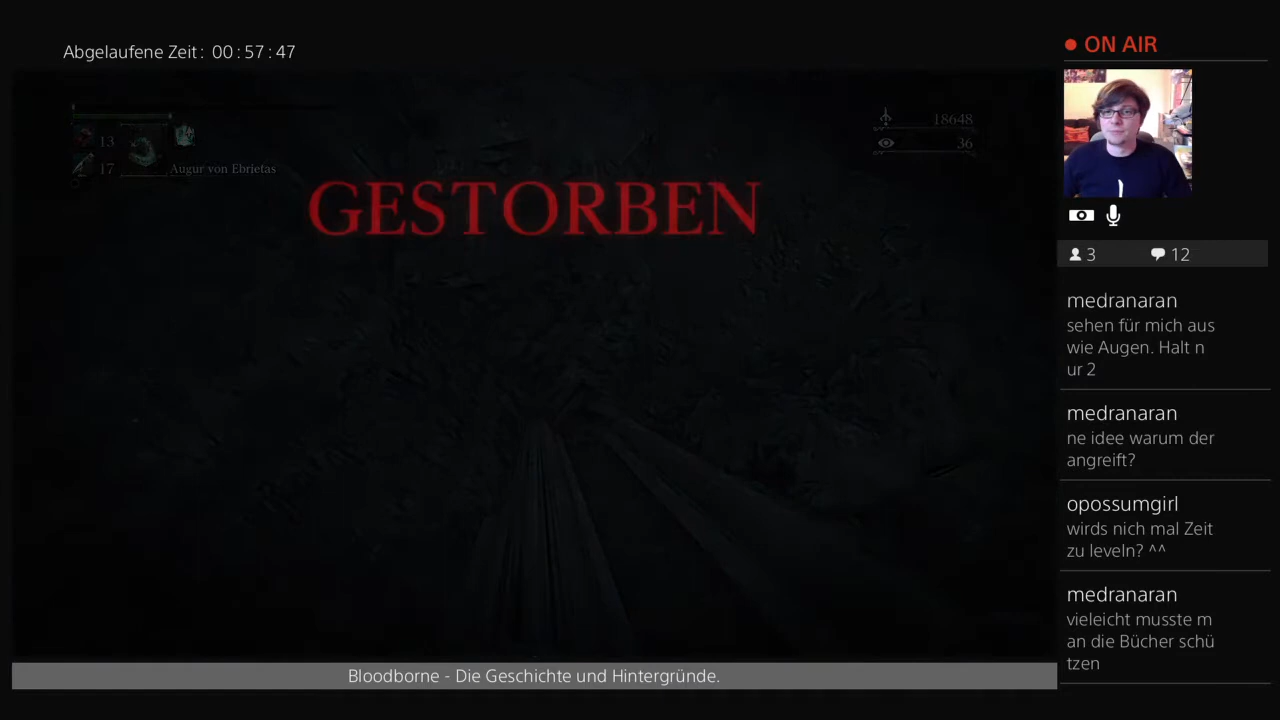 Abgelaufene Zeit: 00:57:47
ON AIR
13
17
Augur von Ebrietas
18648
36
GESTORBEN
3
12
medranaran
sehen für mich aus
wie Augen. Halt n
ur 2
medranaran
ne idee warum der
angreift?
opossumgirl
wirds nich mal Zeit
zu leveln? ^^
medranaran
vieleicht musste m
an die Bücher schü
tzen
Bloodborne - Die Geschichte und Hintergründe.